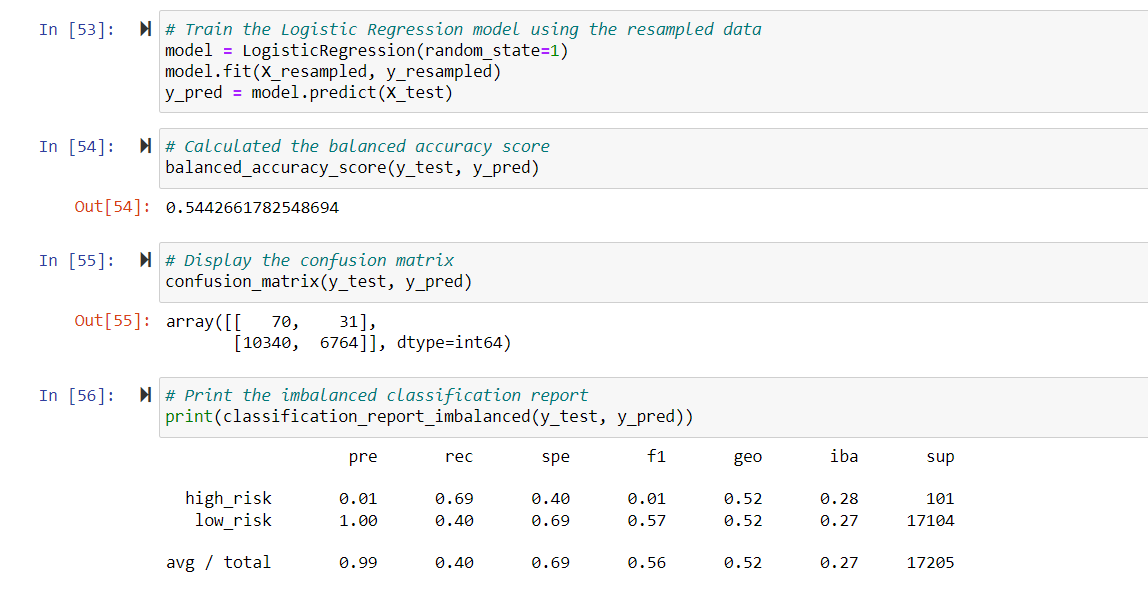 In [53]: # Train the Logistic Regression model using the resampled data
model = LogisticRegression(random_state=1)
model.fit(X_resampled, y_resampled)
y_pred = model.predict(X_test)
In [54]: # Calculated the balanced accuracy score
balanced_accuracy_score(y_test, y_pred)
Out[54]: 0.5442661782548694
In [55]: # Display the confusion matrix
confusion_matrix(y_test, y_pred)
Out[55]: array([[   70,    31],
       [10340,  6764]], dtype=int64)
In [56]: # Print the imbalanced classification report
print(classification_report_imbalanced(y_test, y_pred))
pre rec spe f1 geo iba sup
high_risk 0.01 0.69 0.40 0.01 0.52 0.28 101
low_risk 1.00 0.40 0.69 0.57 0.52 0.27 17104
avg / total 0.99 0.40 0.69 0.56 0.52 0.27 17205